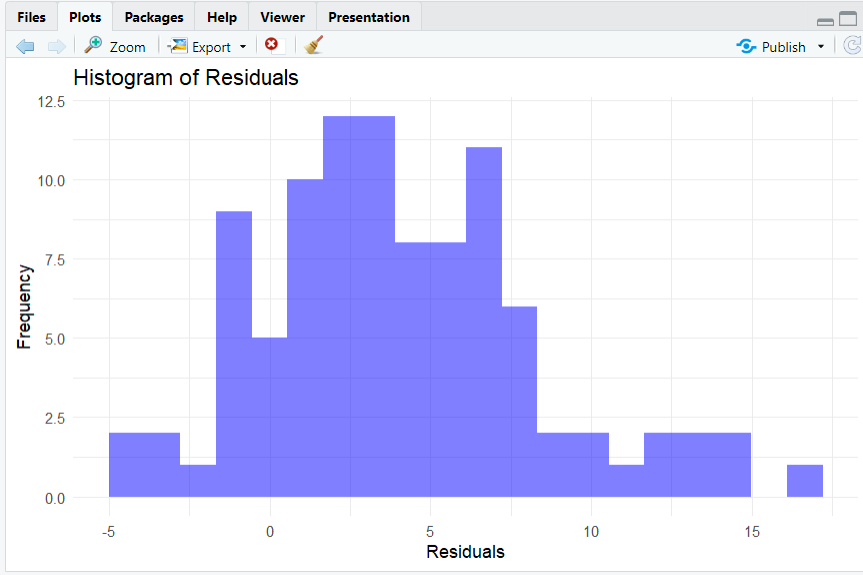 Files Plots Packages Help Viewer Presentation
Zoom Export Publish
Histogram of Residuals
12.5
10.0
7.5
5.0
2.5
0.0
Frequency
-5 0 5 10 15
Residuals